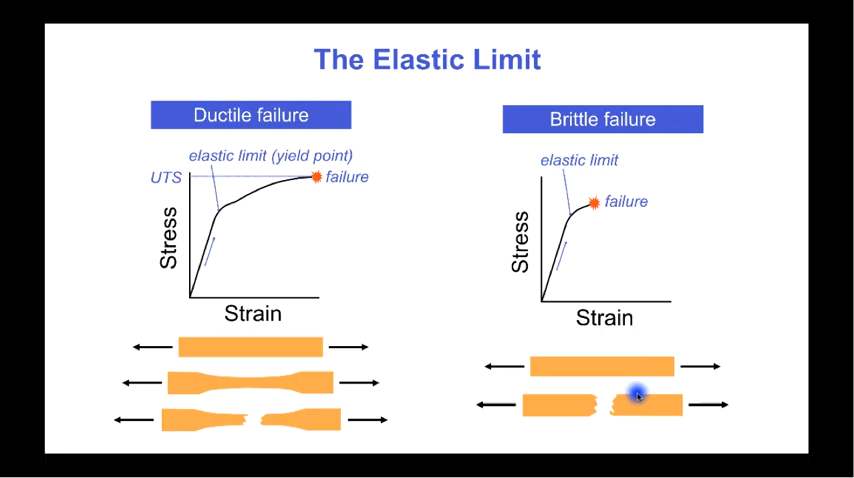 The Elastic Limit
Ductile failure
elastic limit (yield point)
UTS
failure
Stress
Strain
Brittle failure
elastic limit
failure
Stress
Strain